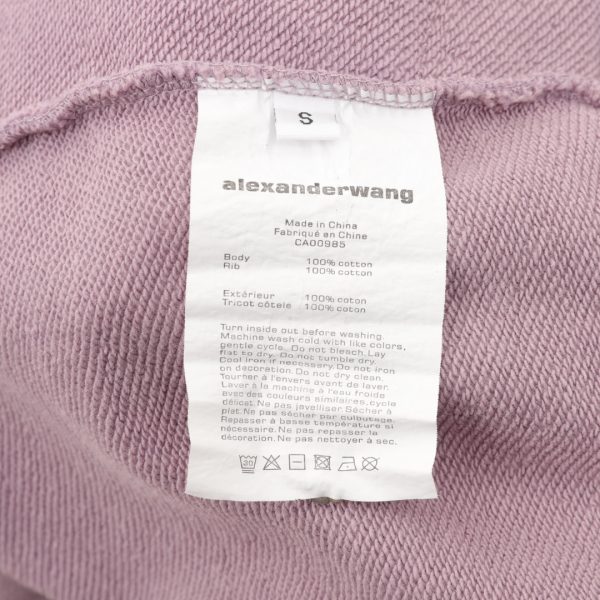 S
alexanderwang
Made in China
Fabriqué en Chine
CA00985
Body 100% cotton
Rib 100% cotton
Extérieur 100% coton
Tricot côtelé 100% coton
Turn inside out before washing.
Machine wash cold with like colors,
gentle cycle. Do not bleach. Lay
flat to dry. Do not tumble dry.
Cool iron if necessary. Do not iron
on decoration. Do not dry clean.
Tourner à l'envers avant de laver.
Laver à la machine à l'eau froide
avec des couleurs similaires, cycle
délicat. Ne pas javelliser. Sécher à
plat. Ne pas sécher par culbutage.
Repasser à basse température si
nécessaire. Ne pas repasser sur la
décoration. Ne pas nettoyer à sec.
30